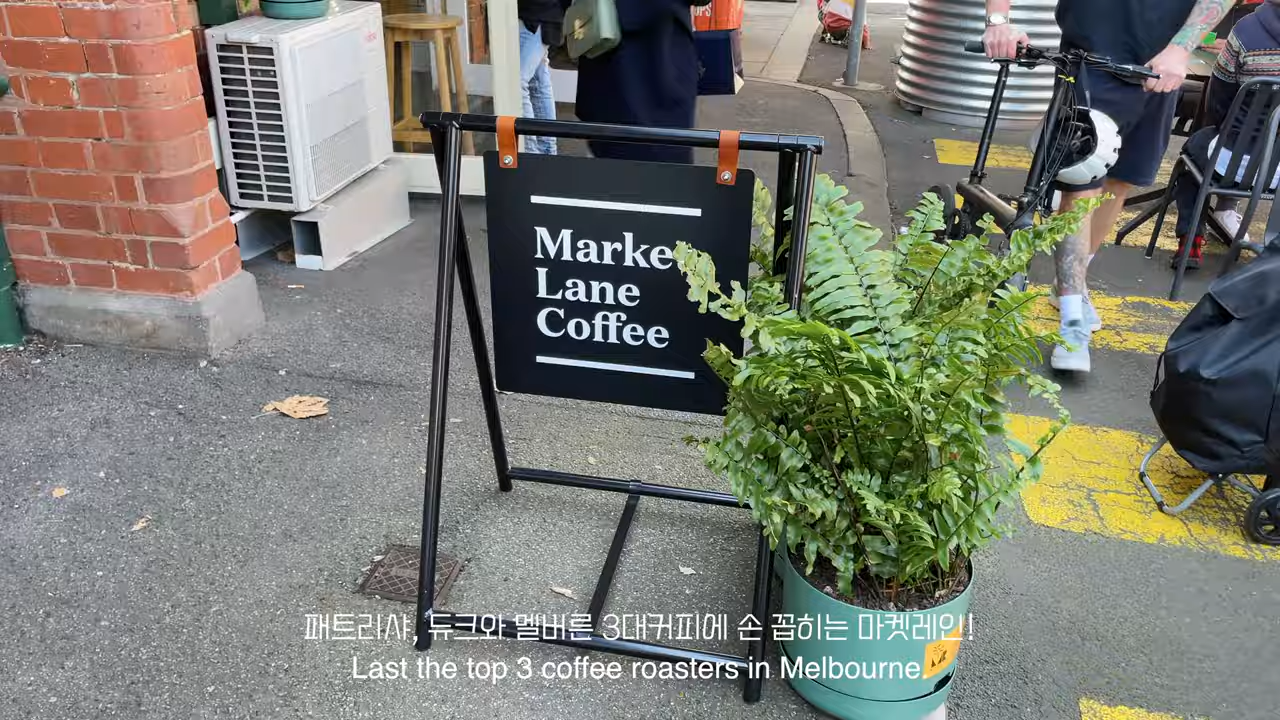 Marke
Lane
Coffee
패트리샤, 듀크와 멜버른 3대커피에 손 꼽히는 마켓레인!
Last the top 3 coffee roasters in Melbourne.